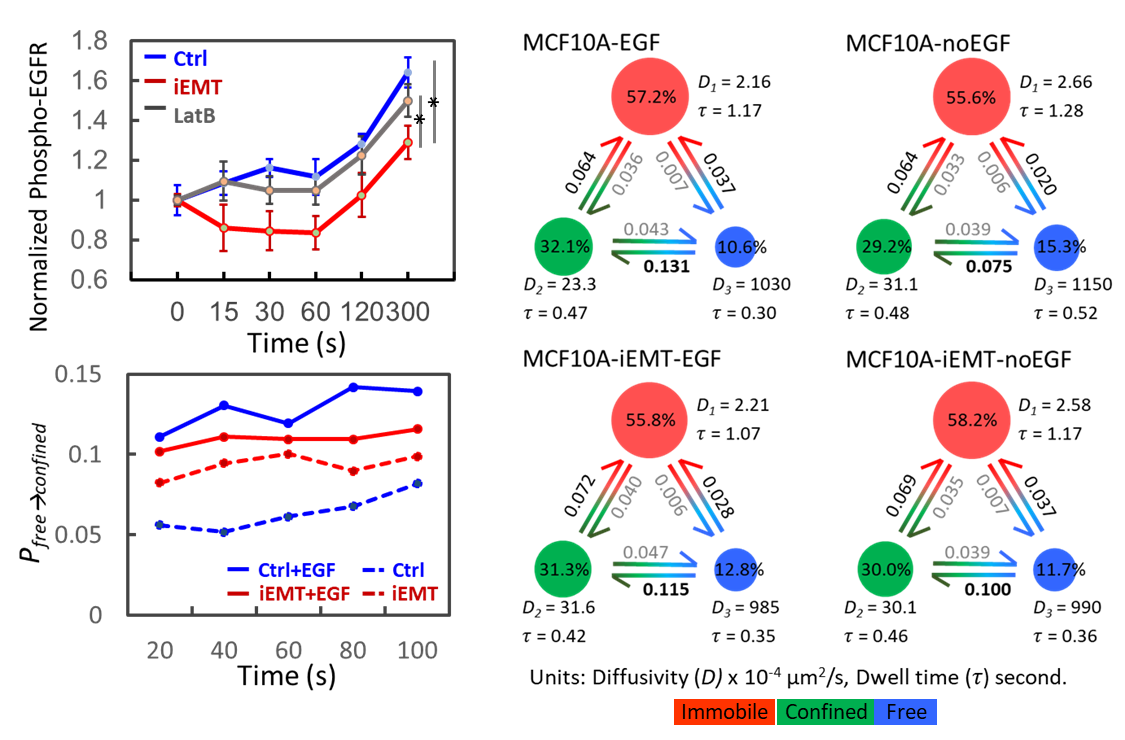 Normalized Phospho-EGFR
1.8
1.6
1.4
1.2
1
0.8
0.6
Ctrl
iEMT
LatB
*
*
0 15 30 60 120 300
Time (s)
P free→confined
0.15
0.1
0.05
0
Ctrl+EGF Ctrl
iEMT+EGF iEMT
20 40 60 80 100
Time (s)
MCF10A-EGF
57.2%
D1 = 2.16
τ = 1.17
0.064
0.036
0.007
0.037
32.1%
0.043
0.131
10.6%
D2 = 23.3
τ = 0.47
D3 = 1030
τ = 0.30
MCF10A-noEGF
55.6%
D1 = 2.66
τ = 1.28
0.064
0.033
0.006
0.020
29.2%
0.039
0.075
15.3%
D2 = 31.1
τ = 0.48
D3 = 1150
τ = 0.52
MCF10A-iEMT-EGF
55.8%
D1 = 2.21
τ = 1.07
0.072
0.040
0.006
0.028
31.3%
0.047
0.115
12.8%
D2 = 31.6
τ = 0.42
D3 = 985
τ = 0.35
MCF10A-iEMT-noEGF
58.2%
D1 = 2.58
τ = 1.17
0.069
0.035
0.007
0.037
30.0%
0.039
0.100
11.7%
D2 = 30.1
τ = 0.46
D3 = 990
τ = 0.36
Units: Diffusivity (D) x 10-4 μm2/s, Dwell time (τ) second.
Immobile Confined Free